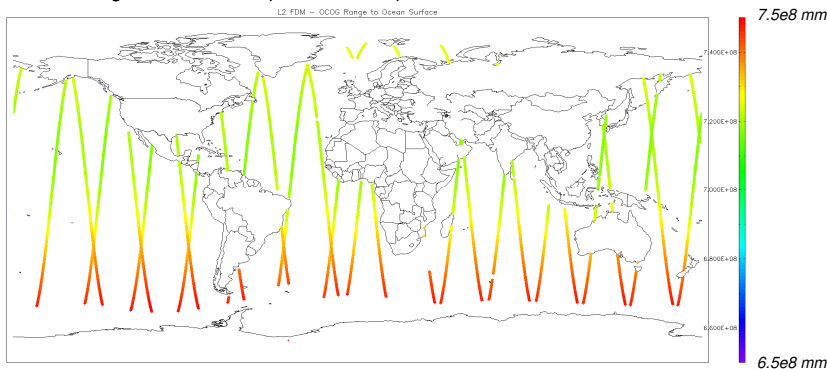 L2 FDM - OCOG Range to Ocean Surface
7.5e8 mm
7.400E+08
7.200E+08
7.000E+08
6.800E+08
6.600E+08
6.5e8 mm